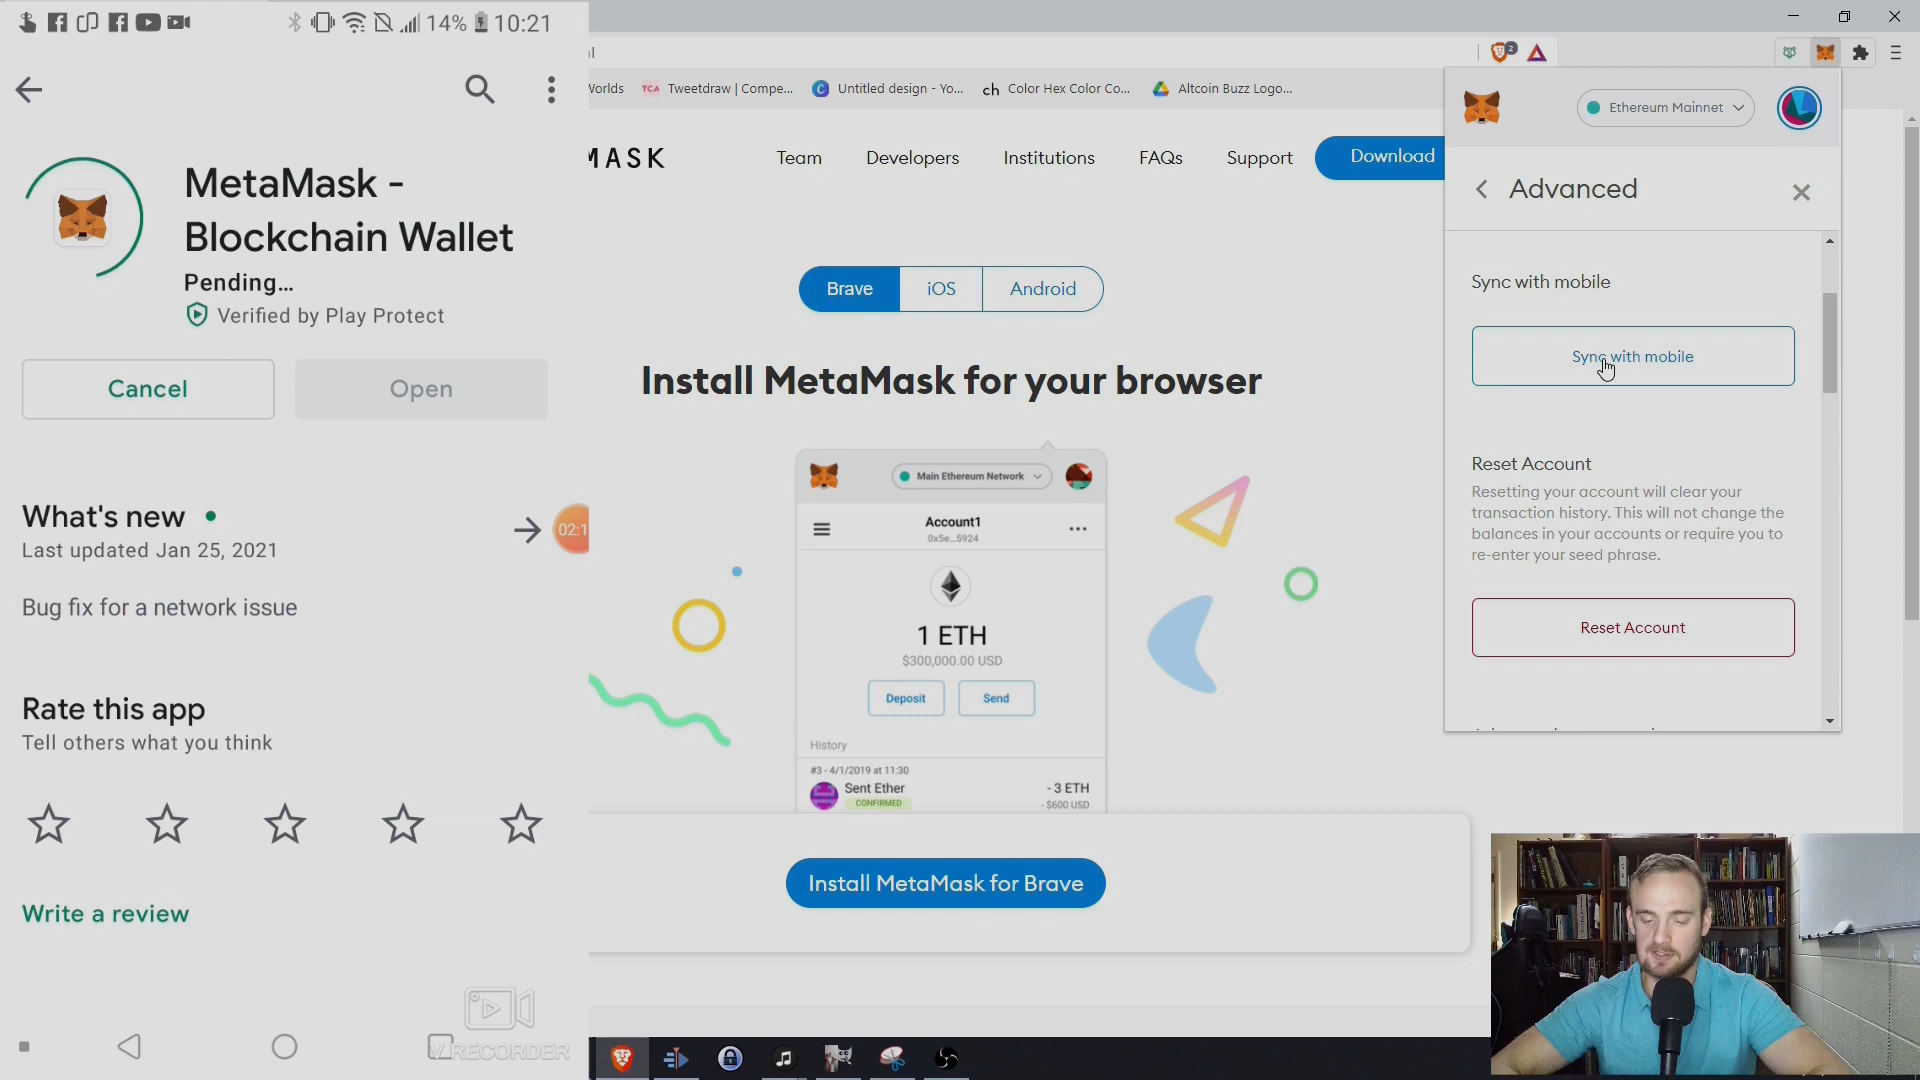 14% 10:21
MetaMask -
Blockchain Wallet
Pending...
Verified by Play Protect
Cancel
Open
What's new
Last updated Jan 25, 2021
02:1
Bug fix for a network issue
Rate this app
Tell others what you think
Write a review
V RECORDER
Worlds
TCA Tweetdraw | Compe...
Untitled design - Yo...
ch Color Hex Color Co...
Altcoin Buzz Logo...
2
MASK
Team
Developers
Institutions
FAQs
Support
Download
Brave
iOS
Android
Install MetaMask for your browser
Main Ethereum Network
Account1
0x5e...5924
1 ETH
$300,000.00 USD
Deposit
Send
History
#3 - 4/1/2019 at 11:30
Sent Ether
- 3 ETH
CONFIRMED
- $600 USD
Install MetaMask for Brave
Ethereum Mainnet
Advanced
Sync with mobile
Sync with mobile
Reset Account
Resetting your account will clear your
transaction history. This will not change the
balances in your accounts or require you to
re-enter your seed phrase.
Reset Account